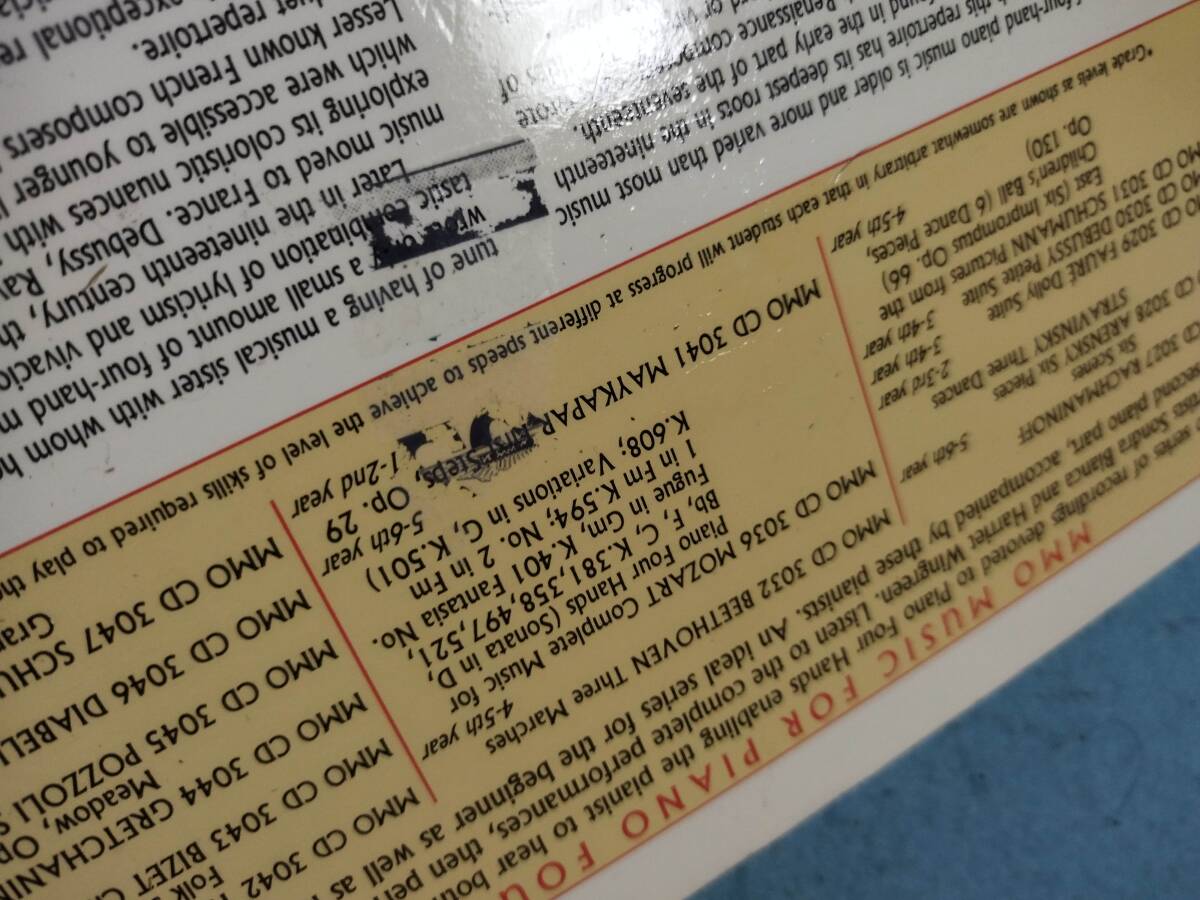 MMO MUSIC FOR PIANO FOU
series of recordings devoted to Piano Four Hands enabling the pianist to hear both
Sondra Bianca and Harriet Wingreen. Listen to the complete performances, then per
second piano part, accompanied by these pianists. An ideal series for the beginner as well as
CD 3027 RACHMANINOFF
Six Scenes 5-6th year
CD 3028 ARENSKY Six Pieces
STRAVINSKY Three Dances
2-3rd year
CD 3029 FAURÉ Dolly Suite 3-4th year
MO CD 3030 DEBUSSY Petite Suite 3-4th year
MO CD 3031 SCHUMANN Pictures from the
East (Six Impromptus Op. 66)
Children's Ball (6 Dance Pieces,
Op. 130) 4-5th year
MMO CD 3032 BEETHOVEN Three Marches
4-5th year
MMO CD 3036 MOZART Complete Music for
Piano Four Hands (Sonata in D,
Bb, F, C, K.381, 358, 497, 521,
Fugue in Gm, K.401 Fantasia No.
1 in Fm K.594; No. 2 in Fm
K.608; Variations in G, K.501)
5-6th year
MMO CD 3041 MAYKAPAR First Steps, Op. 29
1-2nd year
MMO CD 3042
Folk
MMO CD 3043 BIZET C
MMO CD 3044 GRETCHANIN
Meadow, Op
MMO CD 3045 POZZOLI S
MMO CD 3046 DIABELL
MMO CD 3047 SCHU
Gra
*Grade levels as shown are somewhat arbitrary in that each student will progress at different speeds to achieve the level of skills required to play th
four-hand piano music is older and more varied than most music
this repertoire has its deepest roots in the nineteenth
found in the early part of the seventeenth.
Renaissance composers
tune of having a musical sister with whom h
a small amount of four-hand m
tastic combination of lyricism and vivacio
Later in the nineteenth century, th
music moved to France. Debussy, Rav
exploring its coloristic nuances with
which were accessible to younger
Lesser known French composers
duet repertoire.
exceptional re